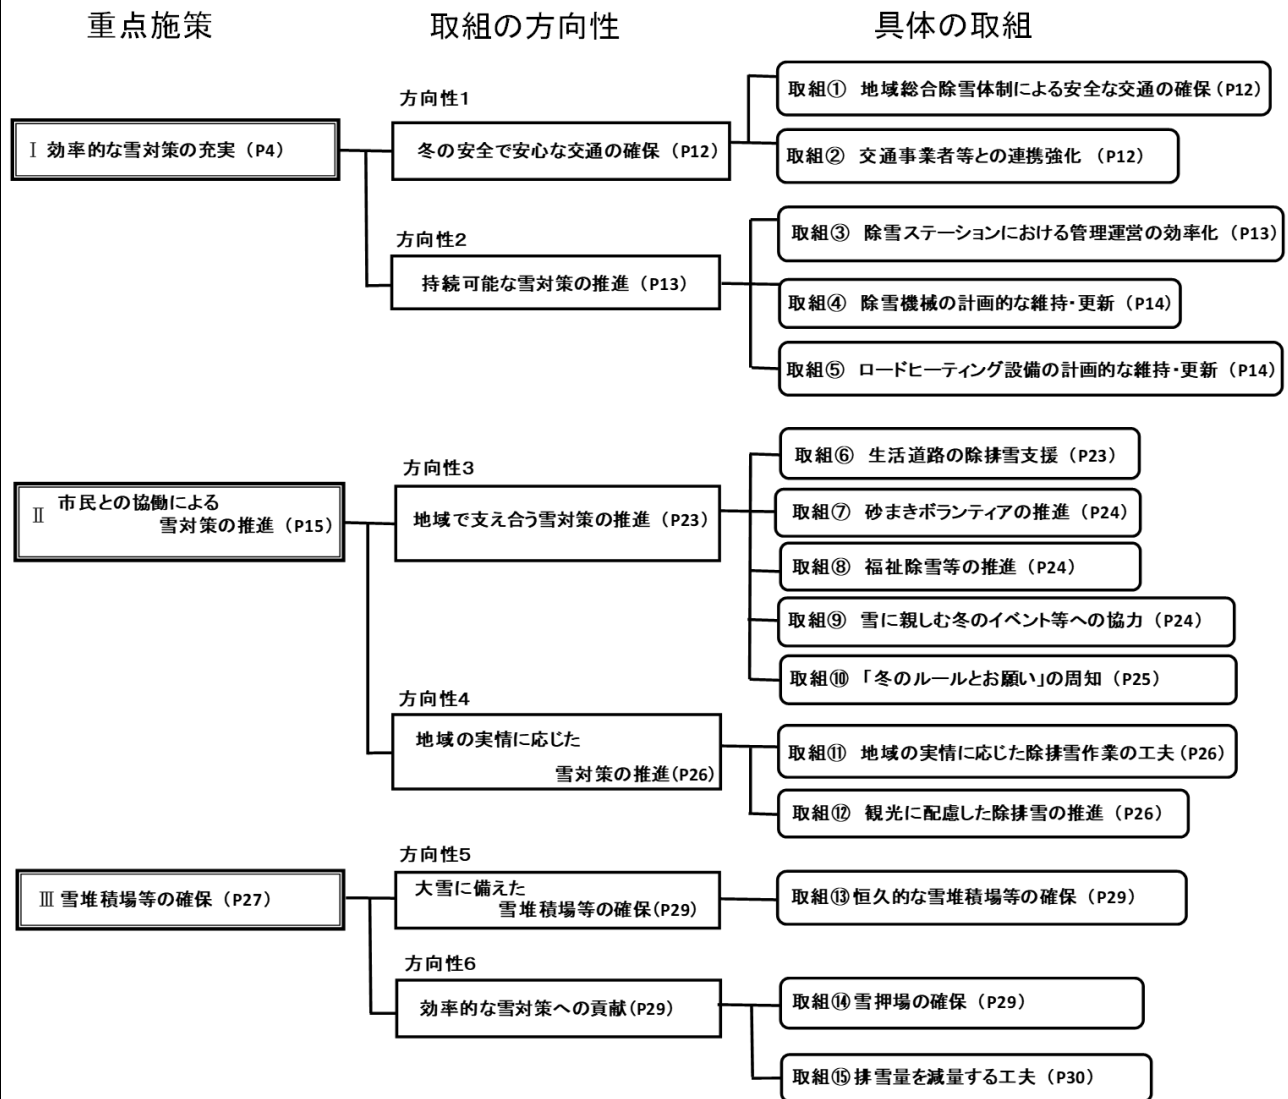 重点施策
取組の方向性
具体の取組
Ⅰ 効率的な雪対策の充実（P4）
方向性1
冬の安全で安心な交通の確保（P12）
取組① 地域総合除雪体制による安全な交通の確保（P12）
取組② 交通事業者等との連携強化 （P12）
方向性2
持続可能な雪対策の推進（P13）
取組③ 除雪ステーションにおける管理運営の効率化 （P13）
取組④ 除雪機械の計画的な維持・更新 （P14）
取組⑤ ロードヒーティング設備の計画的な維持・更新 （P14）
Ⅱ 市民との協働による
雪対策の推進（P15）
方向性3
地域で支え合う雪対策の推進（P23）
取組⑥ 生活道路の除排雪支援 （P23）
取組⑦ 砂まきボランティアの推進（P24）
取組⑧ 福祉除雪等の推進 （P24）
取組⑨ 雪に親しむ冬のイベント等への協力 （P24）
取組⑩ 「冬のルールとお願い」の周知 （P25）
方向性4
地域の実情に応じた
雪対策の推進（P26）
取組⑪ 地域の実情に応じた除排雪作業の工夫（P26）
取組⑫ 観光に配慮した除排雪の推進 （P26）
Ⅲ 雪堆積場等の確保（P27）
方向性5
大雪に備えた
雪堆積場等の確保（P29）
取組⑬ 恒久的な雪堆積場等の確保 （P29）
方向性6
効率的な雪対策への貢献（P29）
取組⑭ 雪押場の確保 （P29）
取組⑮ 排雪量を減量する工夫 （P30）